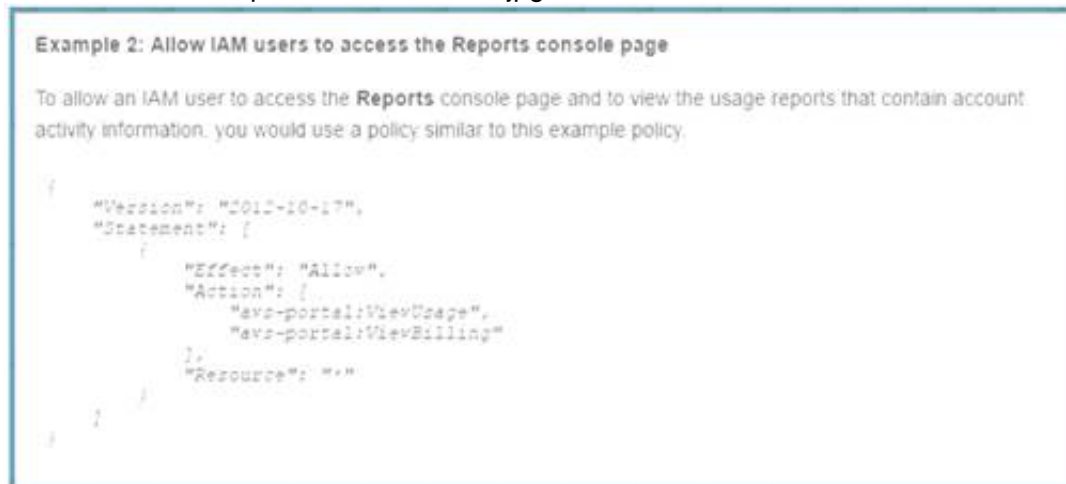 Example 2: Allow IAM users to access the Reports console page
To allow an IAM user to access the Reports console page and to view the usage reports that contain account
activity information, you would use a policy similar to this example policy.
{
"Version": "2012-10-17",
"Statement": [
{
"Effect": "Allow",
"Action": [
"aws-portal:ViewUsage",
"aws-portal:ViewBilling"
],
"Resource": "*"
}
]
}